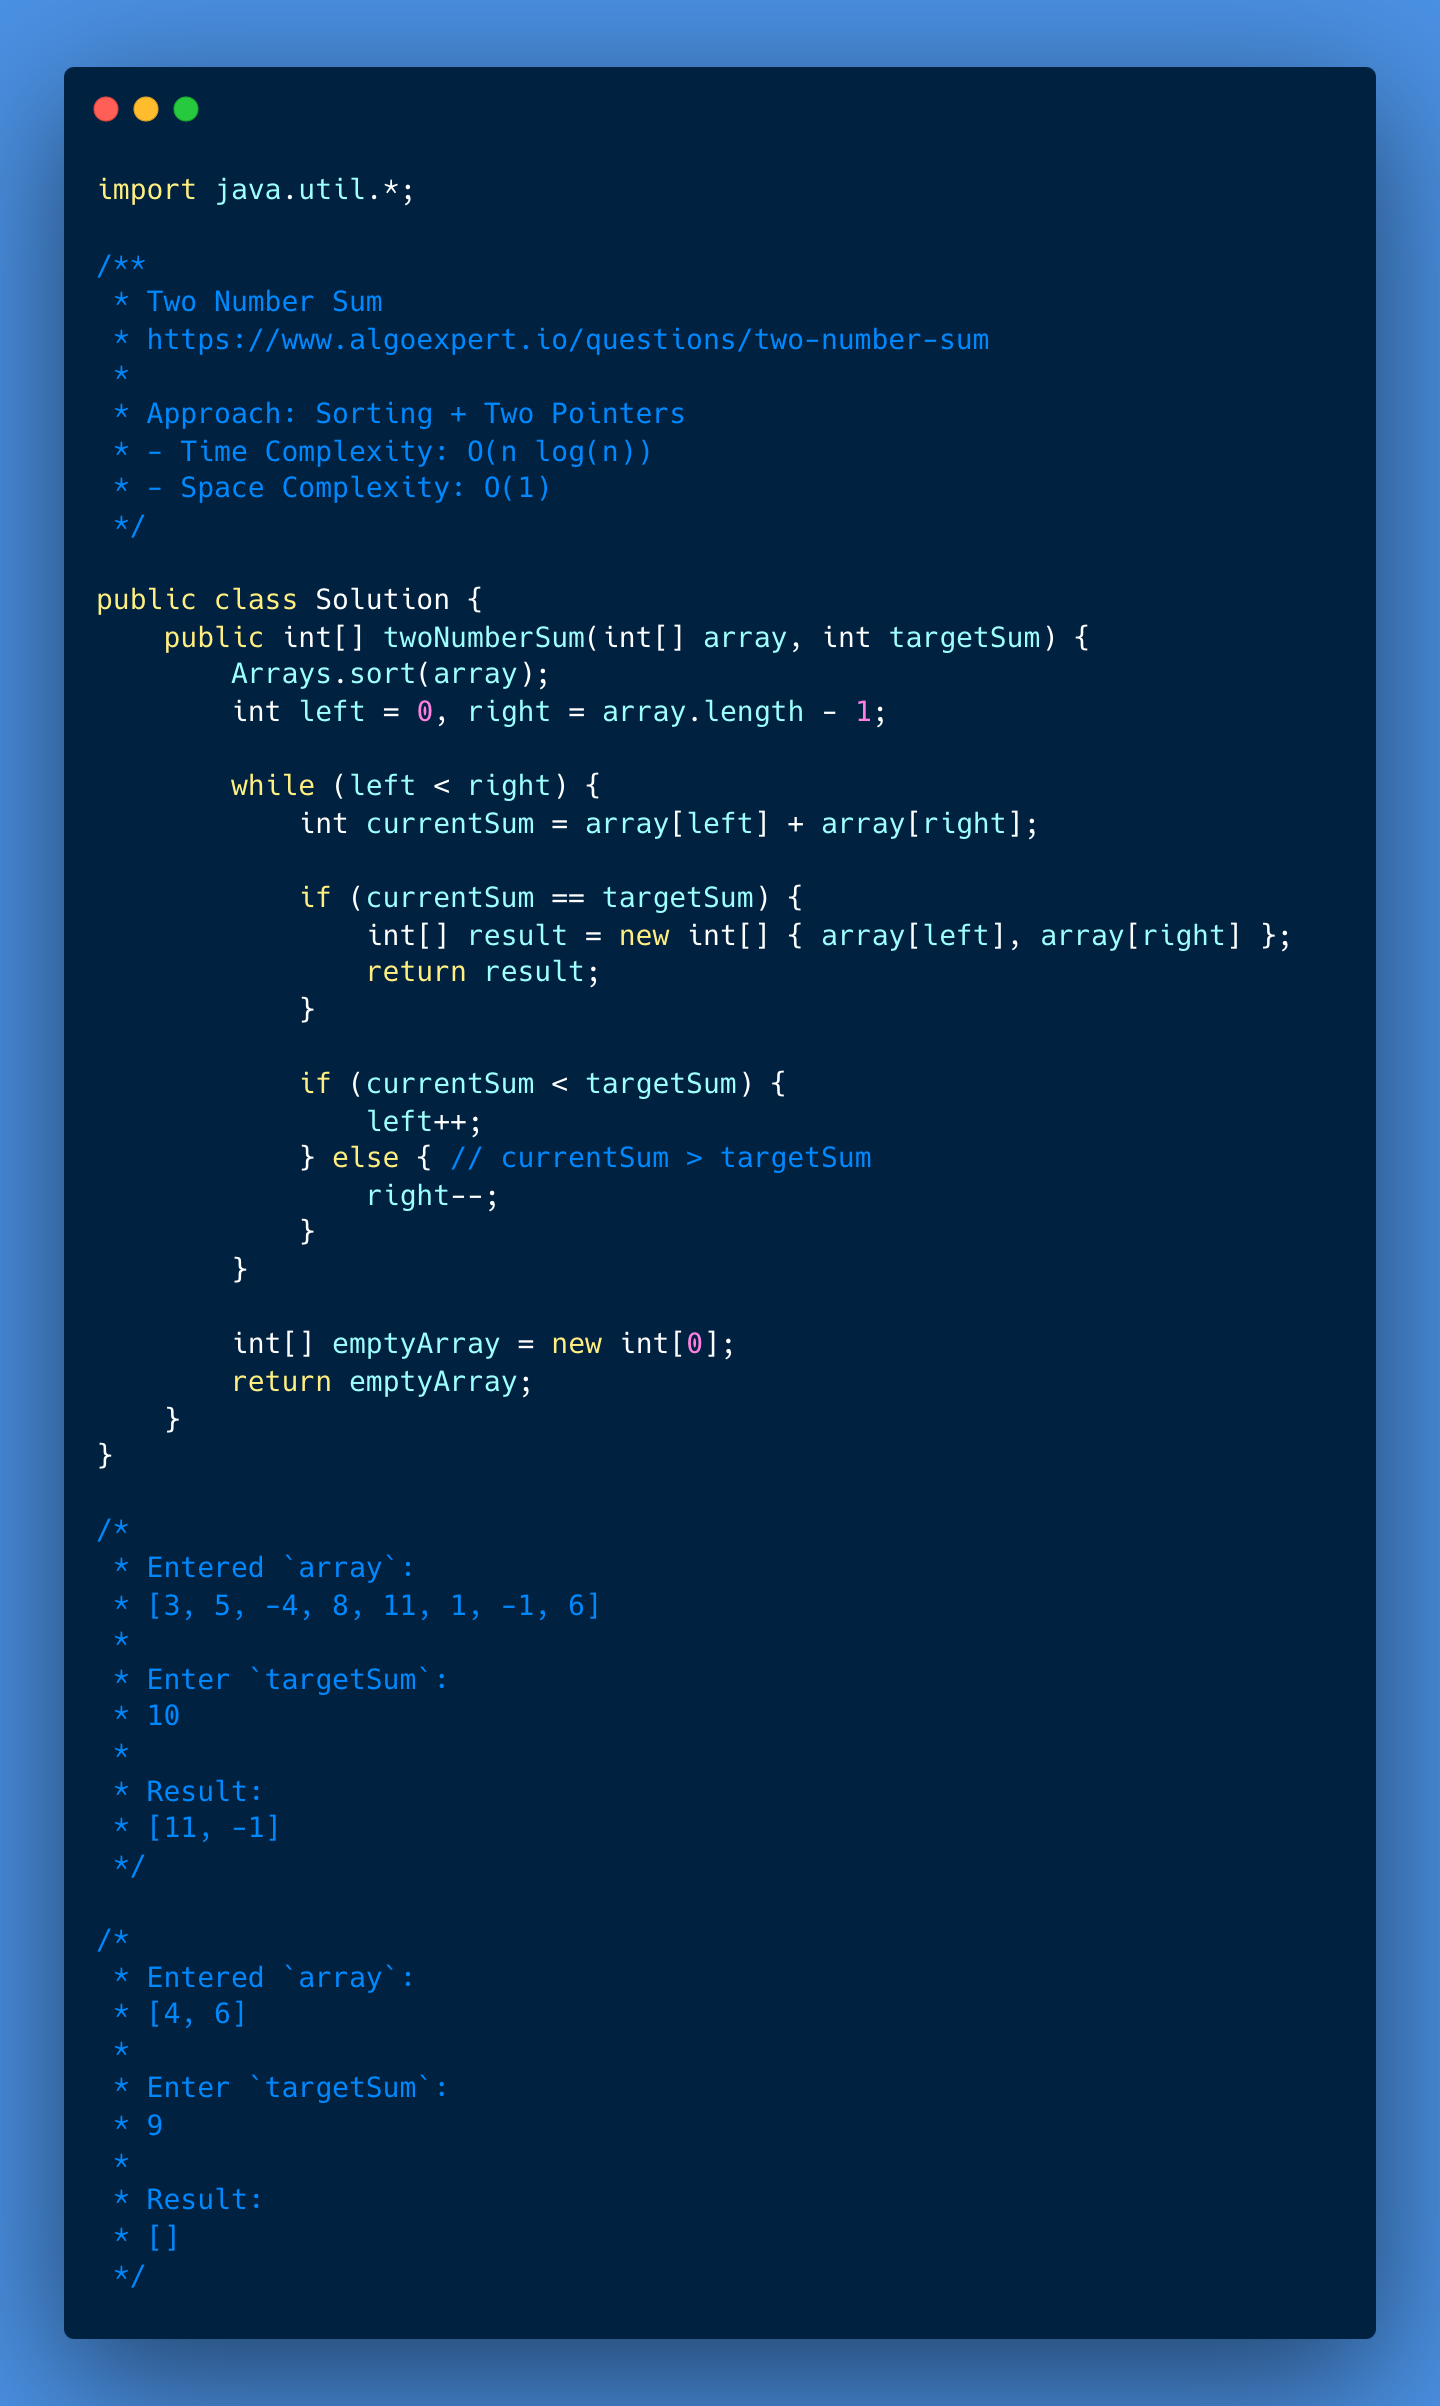 import java.util.*;

/**
 * Two Number Sum
 * https://www.algoexpert.io/questions/two-number-sum
 *
 * Approach: Sorting + Two Pointers
 * - Time Complexity: O(n log(n))
 * - Space Complexity: O(1)
 */

public class Solution {
    public int[] twoNumberSum(int[] array, int targetSum) {
        Arrays.sort(array);
        int left = 0, right = array.length - 1;

        while (left < right) {
            int currentSum = array[left] + array[right];

            if (currentSum == targetSum) {
                int[] result = new int[] { array[left], array[right] };
                return result;
            }

            if (currentSum < targetSum) {
                left++;
            } else { // currentSum > targetSum
                right--;
            }
        }

        int[] emptyArray = new int[0];
        return emptyArray;
    }
}

/*
 * Entered `array`:
 * [3, 5, -4, 8, 11, 1, -1, 6]
 *
 * Enter `targetSum`:
 * 10
 *
 * Result:
 * [11, -1]
 */

/*
 * Entered `array`:
 * [4, 6]
 *
 * Enter `targetSum`:
 * 9
 *
 * Result:
 * []
 */